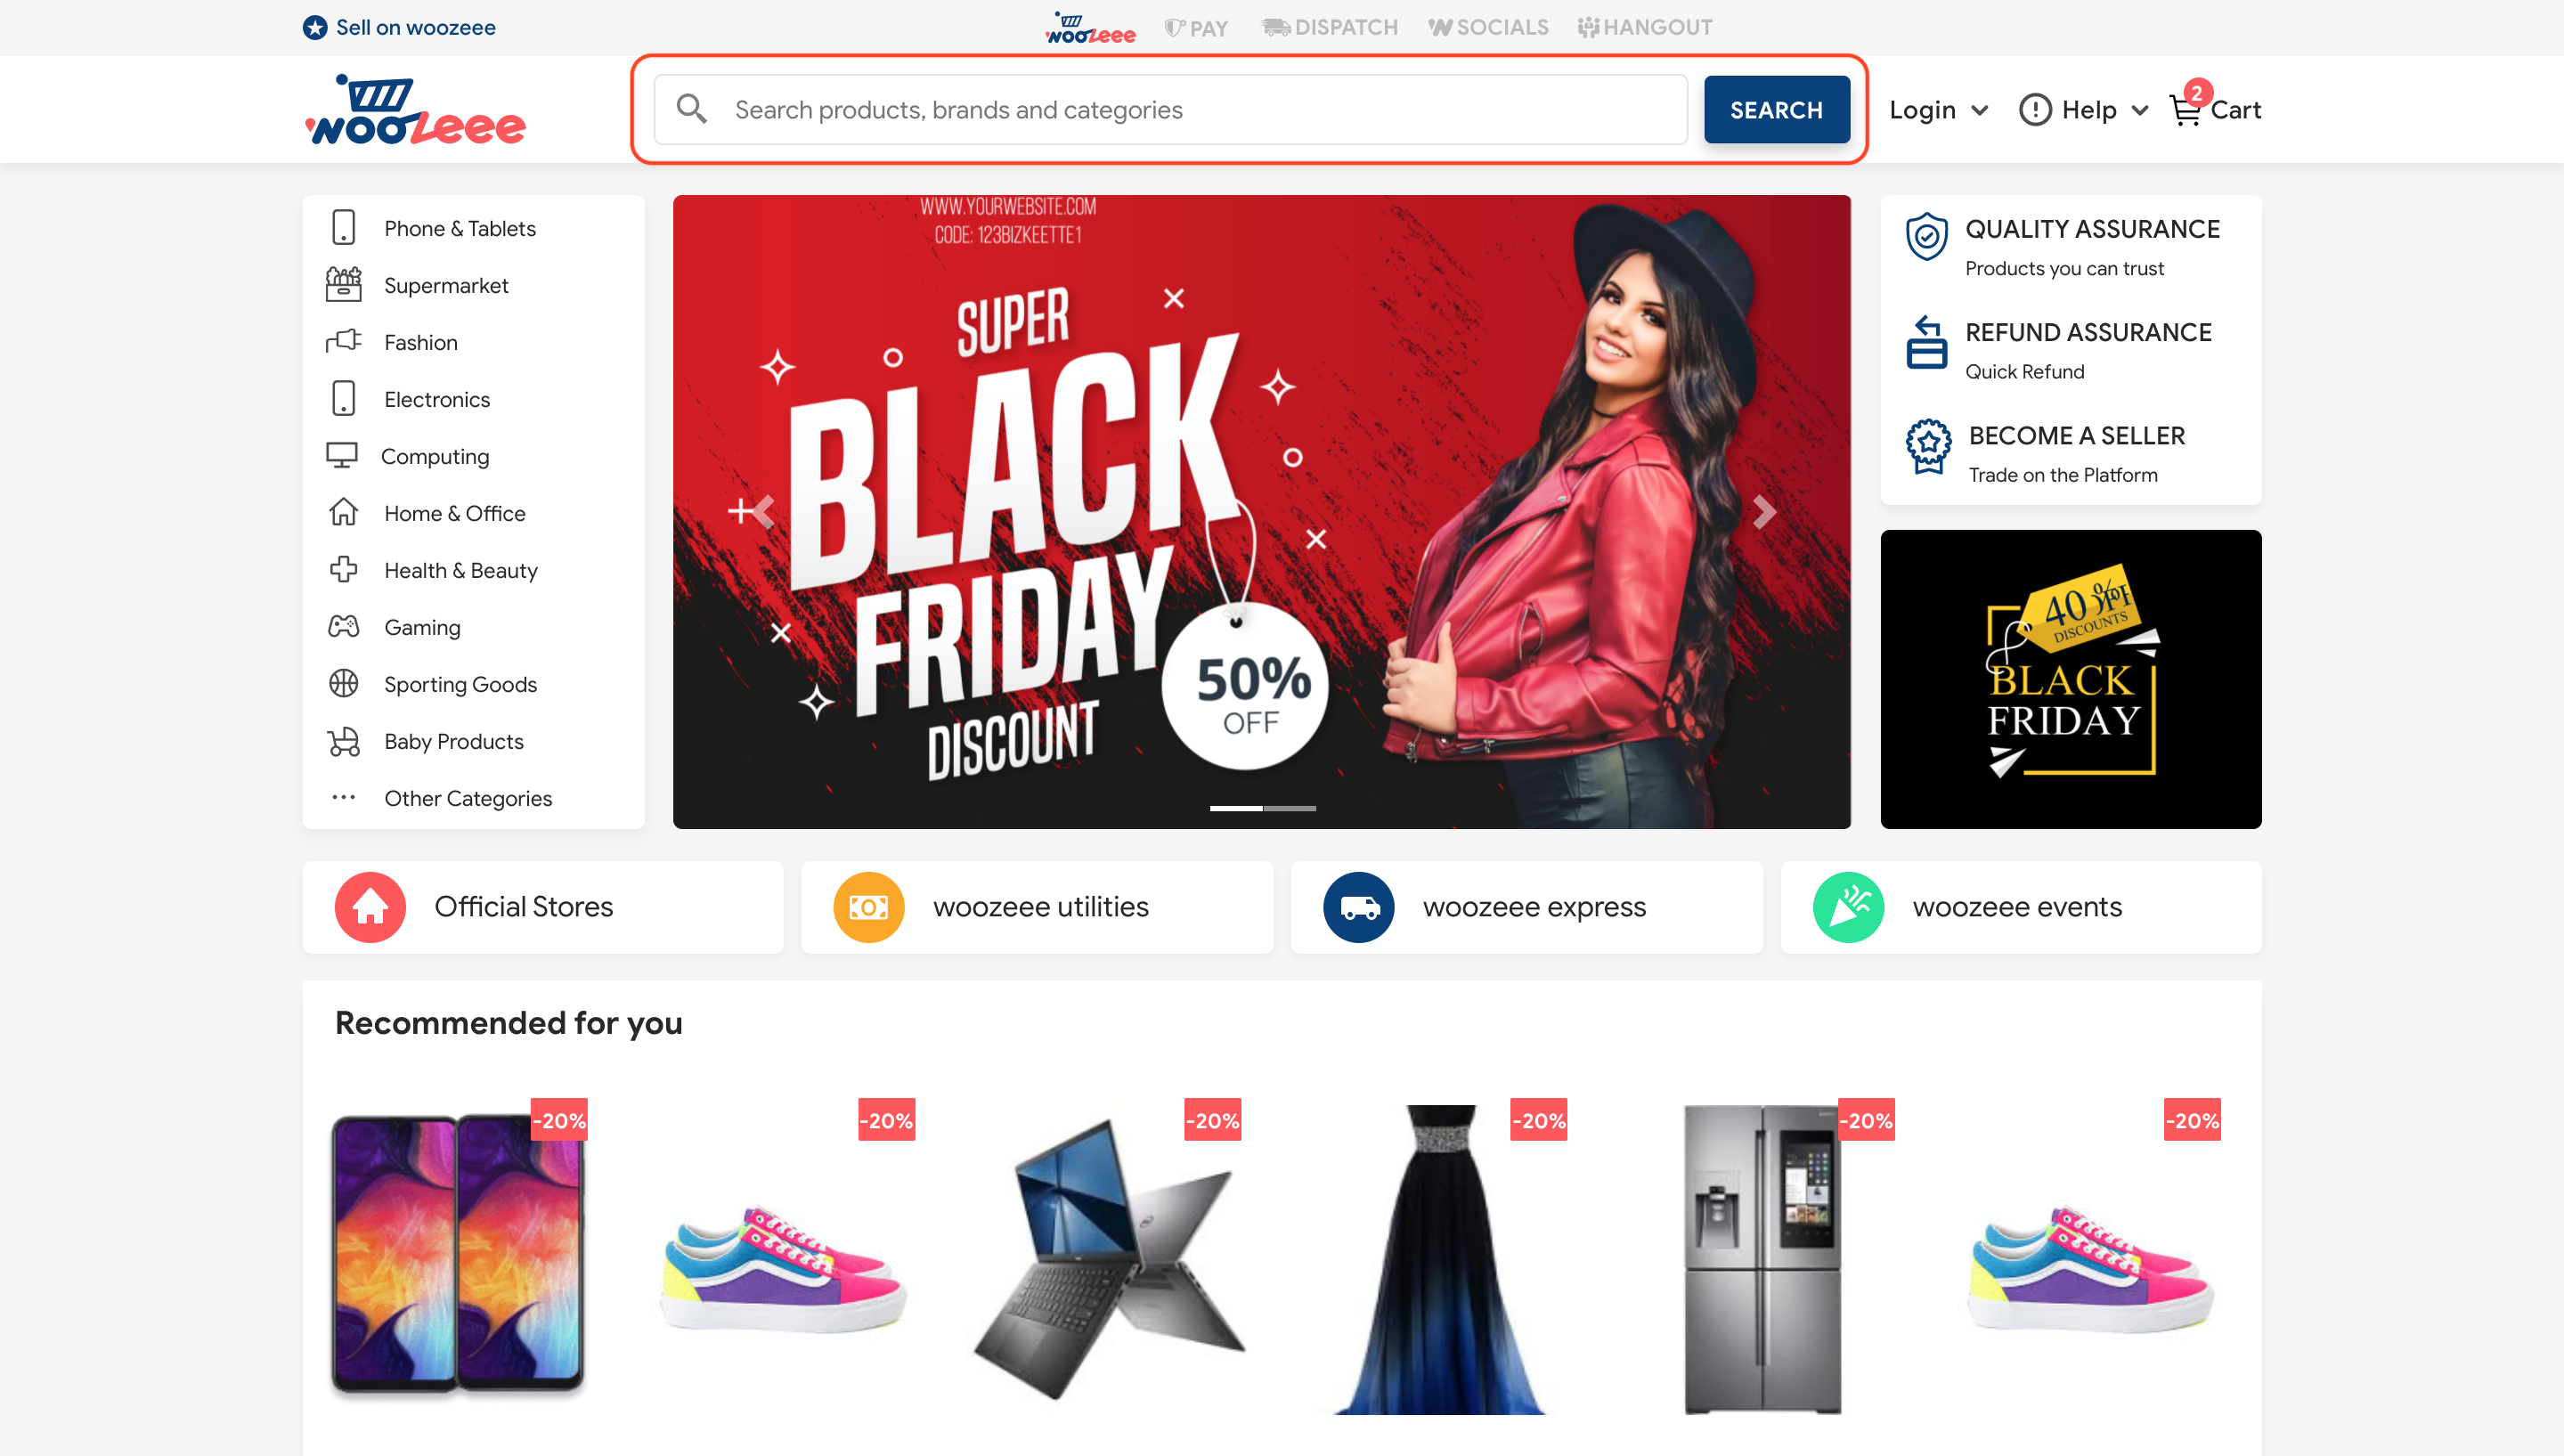 Sell on woozeee
woozeee
PAY
DISPATCH
SOCIALS
HANGOUT
woozeee
Search products, brands and categories
SEARCH
Login
Help
2
Cart
Phone & Tablets
Supermarket
Fashion
Electronics
Computing
Home & Office
Health & Beauty
Gaming
Sporting Goods
Baby Products
Other Categories
WWW.YOURWEBSITE.COM
CODE: 123BIZKEETTE1
SUPER
BLACK
FRIDAY
DISCOUNT
50%
OFF
QUALITY ASSURANCE
Products you can trust
REFUND ASSURANCE
Quick Refund
BECOME A SELLER
Trade on the Platform
40% OFF
DISCOUNTS
BLACK
FRIDAY
Official Stores
woozeee utilities
woozeee express
woozeee events
Recommended for you
-20%
-20%
-20%
-20%
-20%
-20%